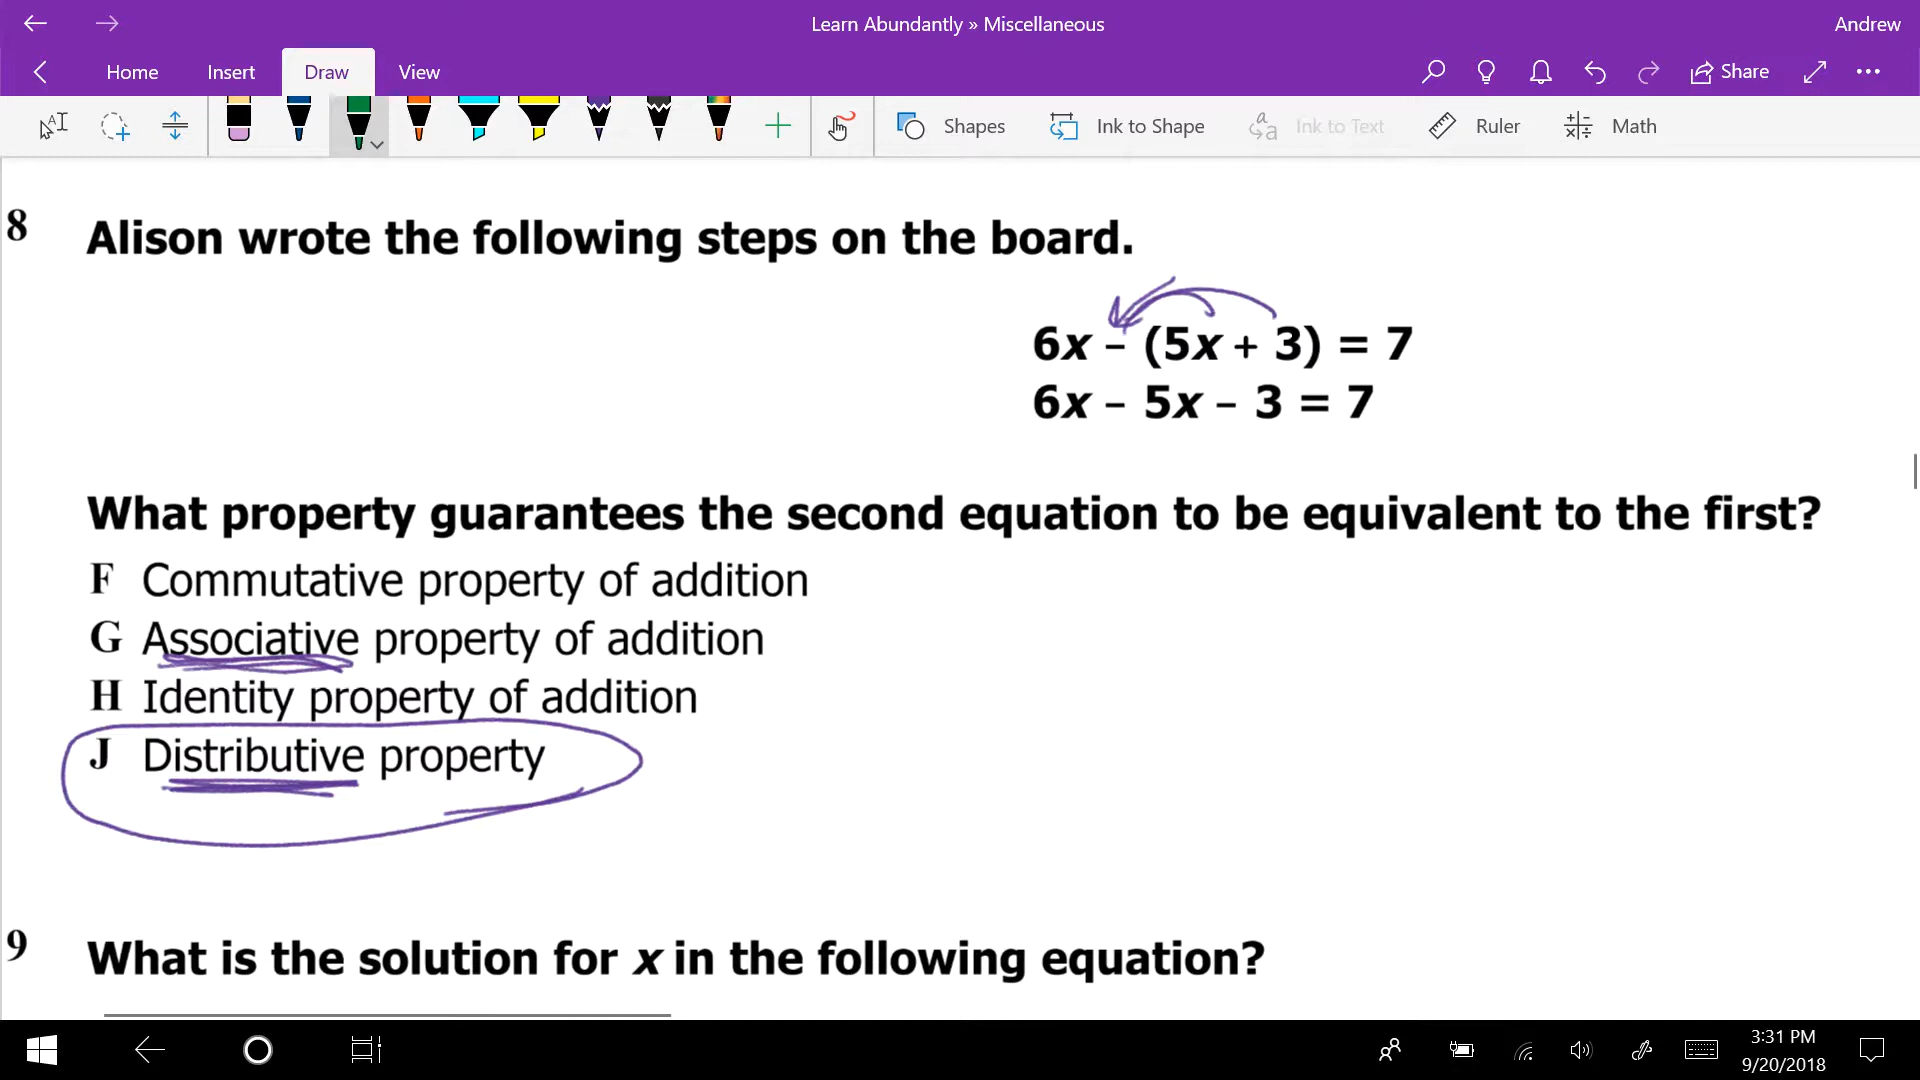 Learn Abundantly » Miscellaneous
Andrew
Home Insert Draw View
Share
Shapes Ink to Shape Ink to Text Ruler Math
8 Alison wrote the following steps on the board.
6x – (5x + 3) = 7
6x – 5x – 3 = 7
What property guarantees the second equation to be equivalent to the first?
F Commutative property of addition
G Associative property of addition
H Identity property of addition
J Distributive property
9 What is the solution for x in the following equation?
3:31 PM
9/20/2018